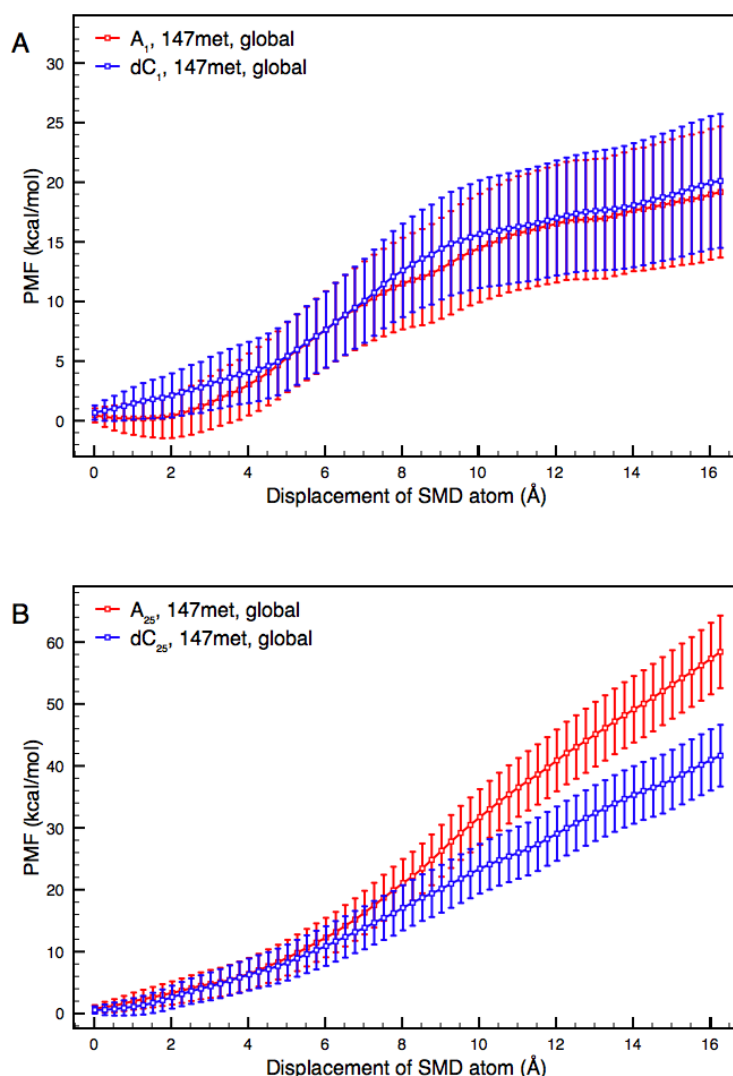 A
A₁, 147met, global
dC₁, 147met, global
PMF (kcal/mol)
30
25
20
15
10
5
0
0 2 4 6 8 10 12 14 16
Displacement of SMD atom (Å)
B
A₂₅, 147met, global
dC₂₅, 147met, global
PMF (kcal/mol)
60
50
40
30
20
10
0
0 2 4 6 8 10 12 14 16
Displacement of SMD atom (Å)